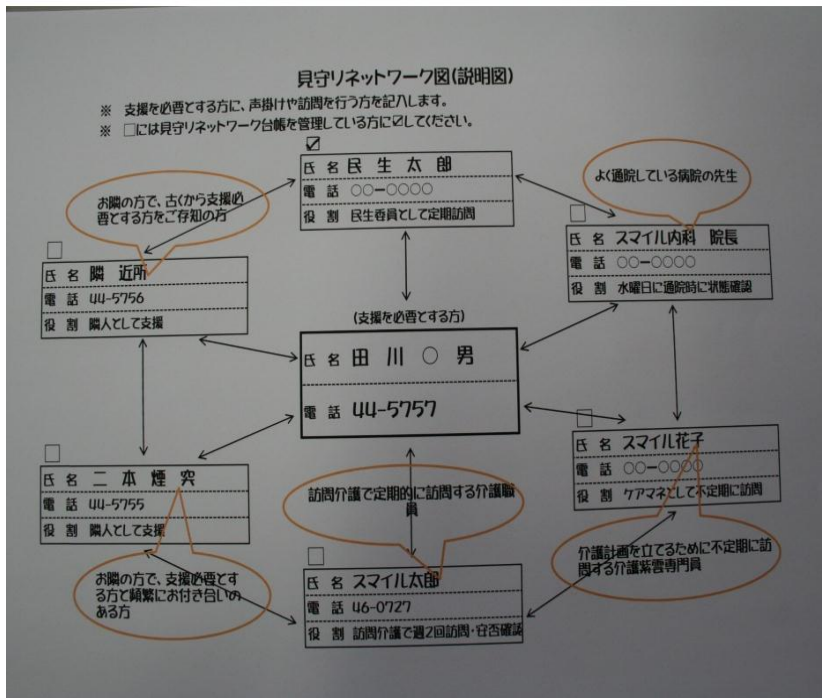 見守りネットワーク図(説明図)
※ 支援を必要とする方に、声掛けや訪問を行う方を記入します。
※ □には見守りネットワーク台帳を管理している方に☑してください。
☑
氏 名 民 生 太 郎
電 話 ○○-○○○○
役 割 民生委員として定期訪問
お隣の方で、古くから支援必
要とする方をご存知の方
よく通院している病院の先生
□
氏 名 隣 近所
電 話 44-5756
役 割 隣人として支援
□
氏 名 スマイル内科 院長
電 話 ○○-○○○○
役 割 水曜日に通院時に状態確認
(支援を必要とする方)
氏 名 田 川 ○ 男
電 話 44-5757
□
氏 名 二 本 煙 突
電 話 44-5755
役 割 隣人として支援
□
氏 名 スマイル花子
電 話 ○○-○○○○
役 割 ケアマネとして不定期に訪問
訪問介護で定期的に訪問する介護職
員
お隣の方で、支援必要とす
る方と頻繁にお付き合いの
ある方
介護計画を立てるために不定期に訪
問する介護紫雲専門員
□
氏 名 スマイル太郎
電 話 46-0727
役 割 訪問介護で週2回訪問・安否確認